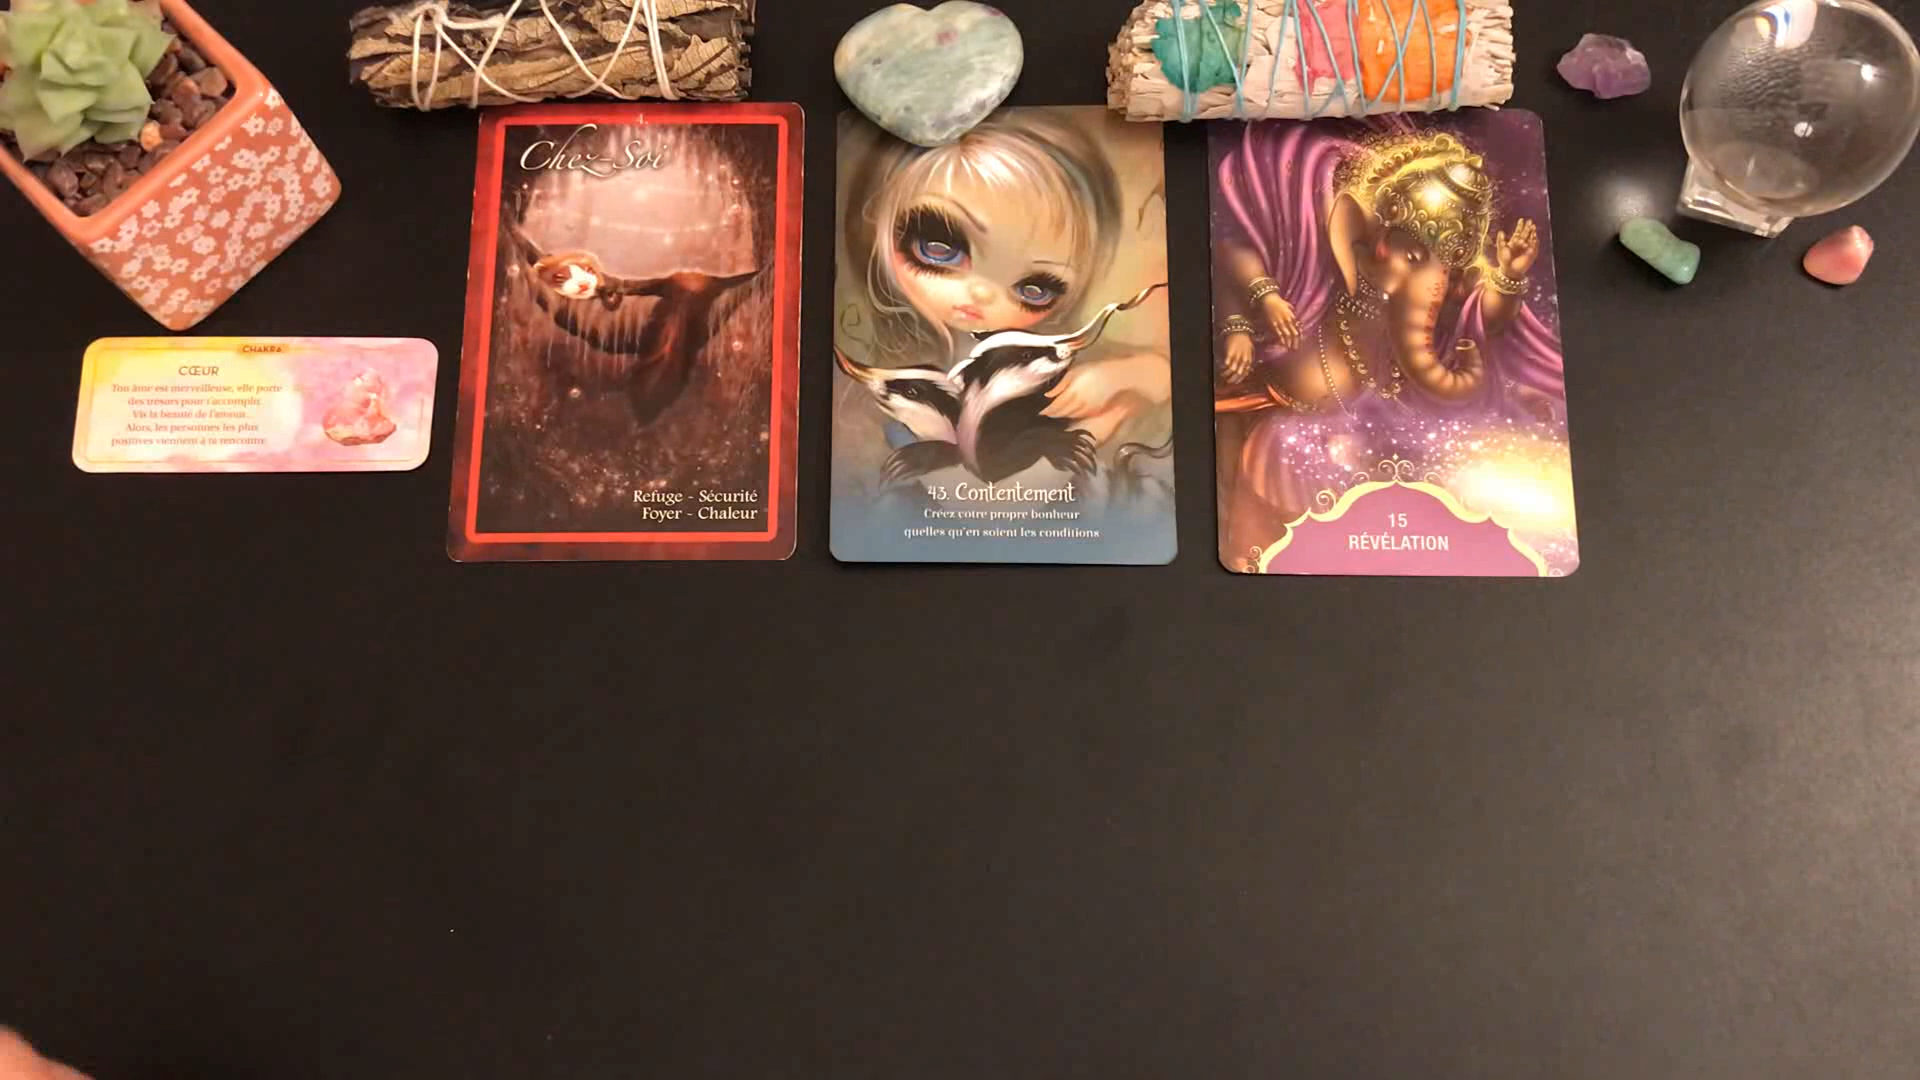 CHAKRA
CŒUR
Ton âme est merveilleuse, elle porte
des trésors pour t'accomplir.
Vis la beauté de l'amour...
Alors, les personnes les plus
positives viennent à ta rencontre.
4.
Chez-Soi
Refuge - Sécurité
Foyer - Chaleur
43. Contentement
Créez votre propre bonheur
quelles qu'en soient les conditions
15
RÉVÉLATION